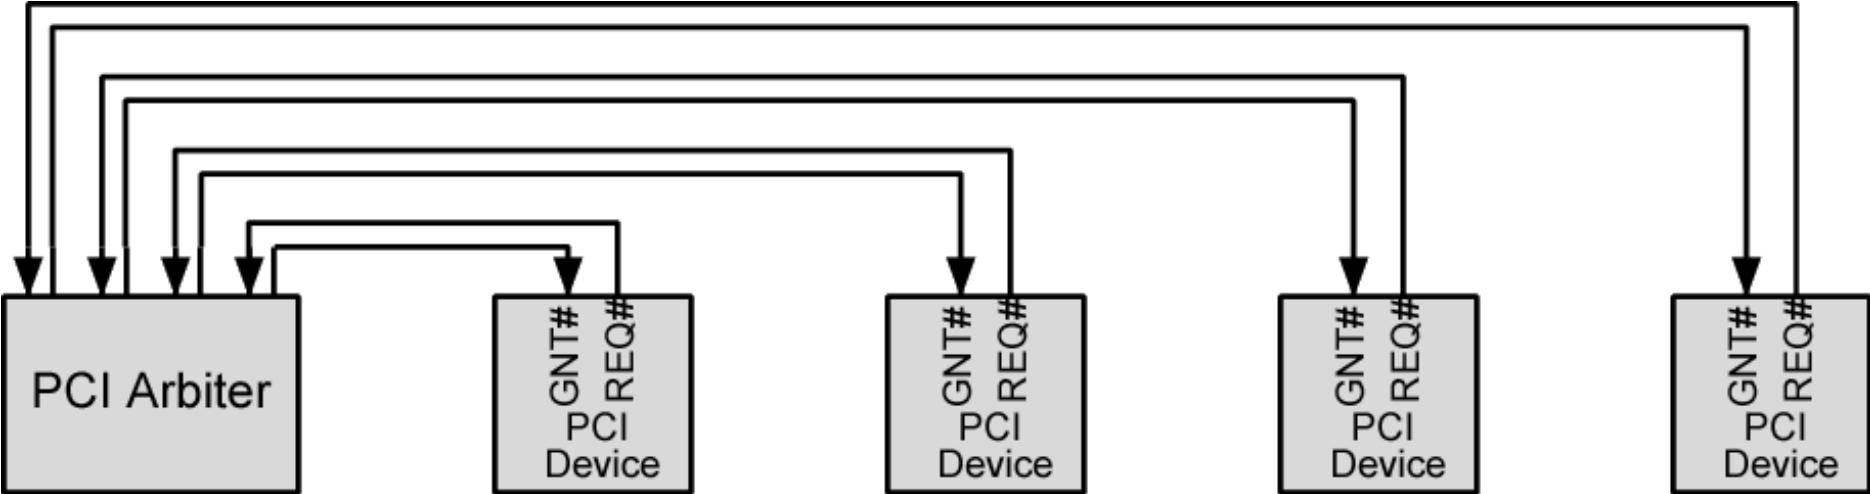 PCI Arbiter
GNT#
REQ#
PCI
Device
GNT#
REQ#
PCI
Device
GNT#
REQ#
PCI
Device
GNT#
REQ#
PCI
Device